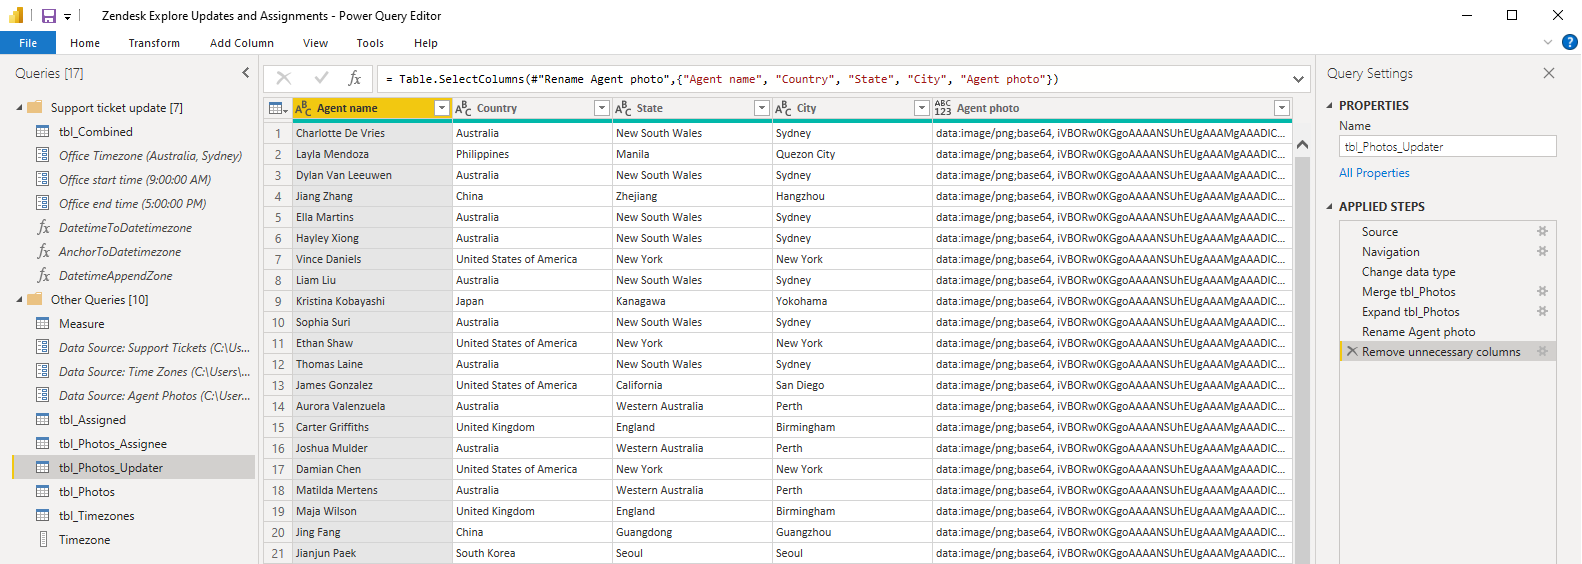 Zendesk Explore Updates and Assignments - Power Query Editor
File Home Transform Add Column View Tools Help
Queries [17]
Support ticket update [7]
tbl_Combined
Office Timezone (Australia, Sydney)
Office start time (9:00:00 AM)
Office end time (5:00:00 PM)
fx DatetimeToDatetimezone
fx AnchorToDatetimezone
fx DatetimeAppendZone
Other Queries [10]
Measure
Data Source: Support Tickets (C:\Us...
Data Source: Time Zones (C:\Users\...
Data Source: Agent Photos (C:\User...
tbl_Assigned
tbl_Photos_Assignee
tbl_Photos_Updater
tbl_Photos
tbl_Timezones
Timezone
fx = Table.SelectColumns(#"Rename Agent photo",{"Agent name", "Country", "State", "City", "Agent photo"})
ABC Agent name ABC Country ABC State ABC City ABC 123 Agent photo
1 Charlotte De Vries Australia New South Wales Sydney data:image/png;base64, iVBORw0KGgoAAAANSUhEUgAAAMgAAADIC...
2 Layla Mendoza Philippines Manila Quezon City data:image/png;base64, iVBORw0KGgoAAAANSUhEUgAAAMgAAADIC...
3 Dylan Van Leeuwen Australia New South Wales Sydney data:image/png;base64, iVBORw0KGgoAAAANSUhEUgAAAMgAAADIC...
4 Jiang Zhang China Zhejiang Hangzhou data:image/png;base64, iVBORw0KGgoAAAANSUhEUgAAAMgAAADIC...
5 Ella Martins Australia New South Wales Sydney data:image/png;base64, iVBORw0KGgoAAAANSUhEUgAAAMgAAADIC...
6 Hayley Xiong Australia New South Wales Sydney data:image/png;base64, iVBORw0KGgoAAAANSUhEUgAAAMgAAADIC...
7 Vince Daniels United States of America New York New York data:image/png;base64, iVBORw0KGgoAAAANSUhEUgAAAMgAAADIC...
8 Liam Liu Australia New South Wales Sydney data:image/png;base64, iVBORw0KGgoAAAANSUhEUgAAAMgAAADIC...
9 Kristina Kobayashi Japan Kanagawa Yokohama data:image/png;base64, iVBORw0KGgoAAAANSUhEUgAAAMgAAADIC...
10 Sophia Suri Australia New South Wales Sydney data:image/png;base64, iVBORw0KGgoAAAANSUhEUgAAAMgAAADIC...
11 Ethan Shaw United States of America New York New York data:image/png;base64, iVBORw0KGgoAAAANSUhEUgAAAMgAAADIC...
12 Thomas Laine Australia New South Wales Sydney data:image/png;base64, iVBORw0KGgoAAAANSUhEUgAAAMgAAADIC...
13 James Gonzalez United States of America California San Diego data:image/png;base64, iVBORw0KGgoAAAANSUhEUgAAAMgAAADIC...
14 Aurora Valenzuela Australia Western Australia Perth data:image/png;base64, iVBORw0KGgoAAAANSUhEUgAAAMgAAADIC...
15 Carter Griffiths United Kingdom England Birmingham data:image/png;base64, iVBORw0KGgoAAAANSUhEUgAAAMgAAADIC...
16 Joshua Mulder Australia Western Australia Perth data:image/png;base64, iVBORw0KGgoAAAANSUhEUgAAAMgAAADIC...
17 Damian Chen United States of America New York New York data:image/png;base64, iVBORw0KGgoAAAANSUhEUgAAAMgAAADIC...
18 Matilda Mertens Australia Western Australia Perth data:image/png;base64, iVBORw0KGgoAAAANSUhEUgAAAMgAAADIC...
19 Maja Wilson United Kingdom England Birmingham data:image/png;base64, iVBORw0KGgoAAAANSUhEUgAAAMgAAADIC...
20 Jing Fang China Guangdong Guangzhou data:image/png;base64, iVBORw0KGgoAAAANSUhEUgAAAMgAAADIC...
21 Jianjun Paek South Korea Seoul Seoul data:image/png;base64, iVBORw0KGgoAAAANSUhEUgAAAMgAAADIC...
Query Settings
PROPERTIES
Name
tbl_Photos_Updater
All Properties
APPLIED STEPS
Source
Navigation
Change data type
Merge tbl_Photos
Expand tbl_Photos
Rename Agent photo
Remove unnecessary columns